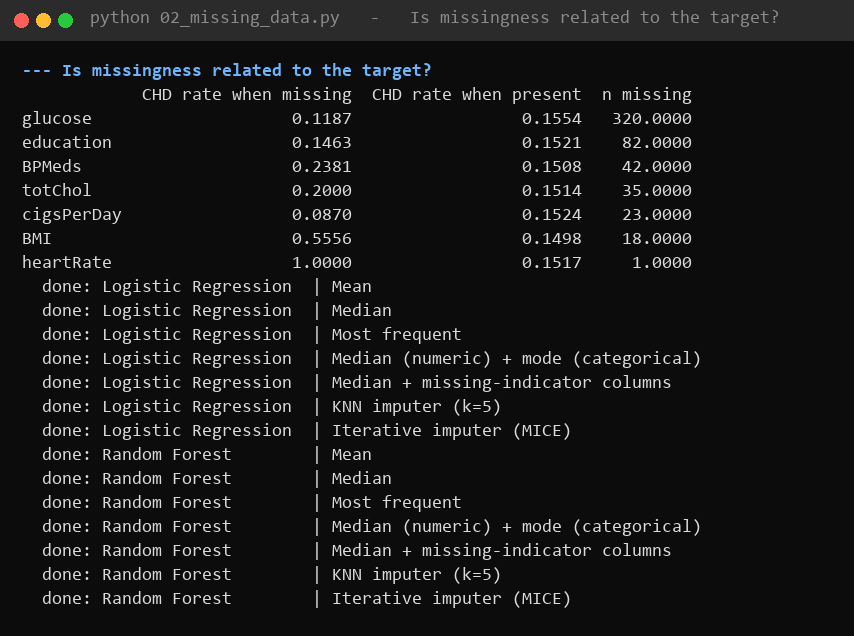 python 02_missing_data.py   -   Is missingness related to the target?
--- Is missingness related to the target?
            CHD rate when missing  CHD rate when present  n missing
glucose                    0.1187                 0.1554   320.0000
education                  0.1463                 0.1521    82.0000
BPMeds                     0.2381                 0.1508    42.0000
totChol                    0.2000                 0.1514    35.0000
cigsPerDay                 0.0870                 0.1524    23.0000
BMI                        0.5556                 0.1498    18.0000
heartRate                  1.0000                 0.1517     1.0000
  done: Logistic Regression  | Mean
  done: Logistic Regression  | Median
  done: Logistic Regression  | Most frequent
  done: Logistic Regression  | Median (numeric) + mode (categorical)
  done: Logistic Regression  | Median + missing-indicator columns
  done: Logistic Regression  | KNN imputer (k=5)
  done: Logistic Regression  | Iterative imputer (MICE)
  done: Random Forest        | Mean
  done: Random Forest        | Median
  done: Random Forest        | Most frequent
  done: Random Forest        | Median (numeric) + mode (categorical)
  done: Random Forest        | Median + missing-indicator columns
  done: Random Forest        | KNN imputer (k=5)
  done: Random Forest        | Iterative imputer (MICE)